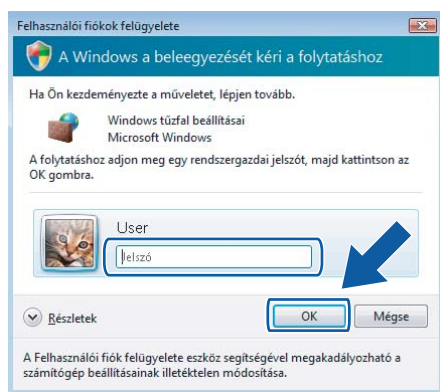 Felhasználói fiókok felügyelete
A Windows a beleegyezését kéri a folytatáshoz
Ha Ön kezdeményezte a műveletet, lépjen tovább.
Windows tűzfal beállításai
Microsoft Windows
A folytatáshoz adjon meg egy rendszergazdai jelszót, majd kattintson az
OK gombra.
User
Jelszó
Részletek
OK
Mégse
A Felhasználói fiók felügyelete eszköz segítségével megakadályozható a
számítógép beállításainak illetéktelen módosítása.